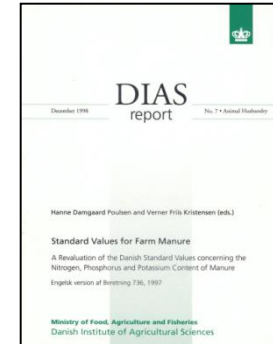 DIAS
report
December 1998
No. 7 • Animal Husbandry
Hanne Damgaard Poulsen and Verner Friis Kristensen (eds.)
Standard Values for Farm Manure
A Revaluation of the Danish Standard Values concerning the
Nitrogen, Phosphorus and Potassium Content of Manure
Engelsk version af Beretning 736, 1997
Ministry of Food, Agriculture and Fisheries
Danish Institute of Agricultural Sciences